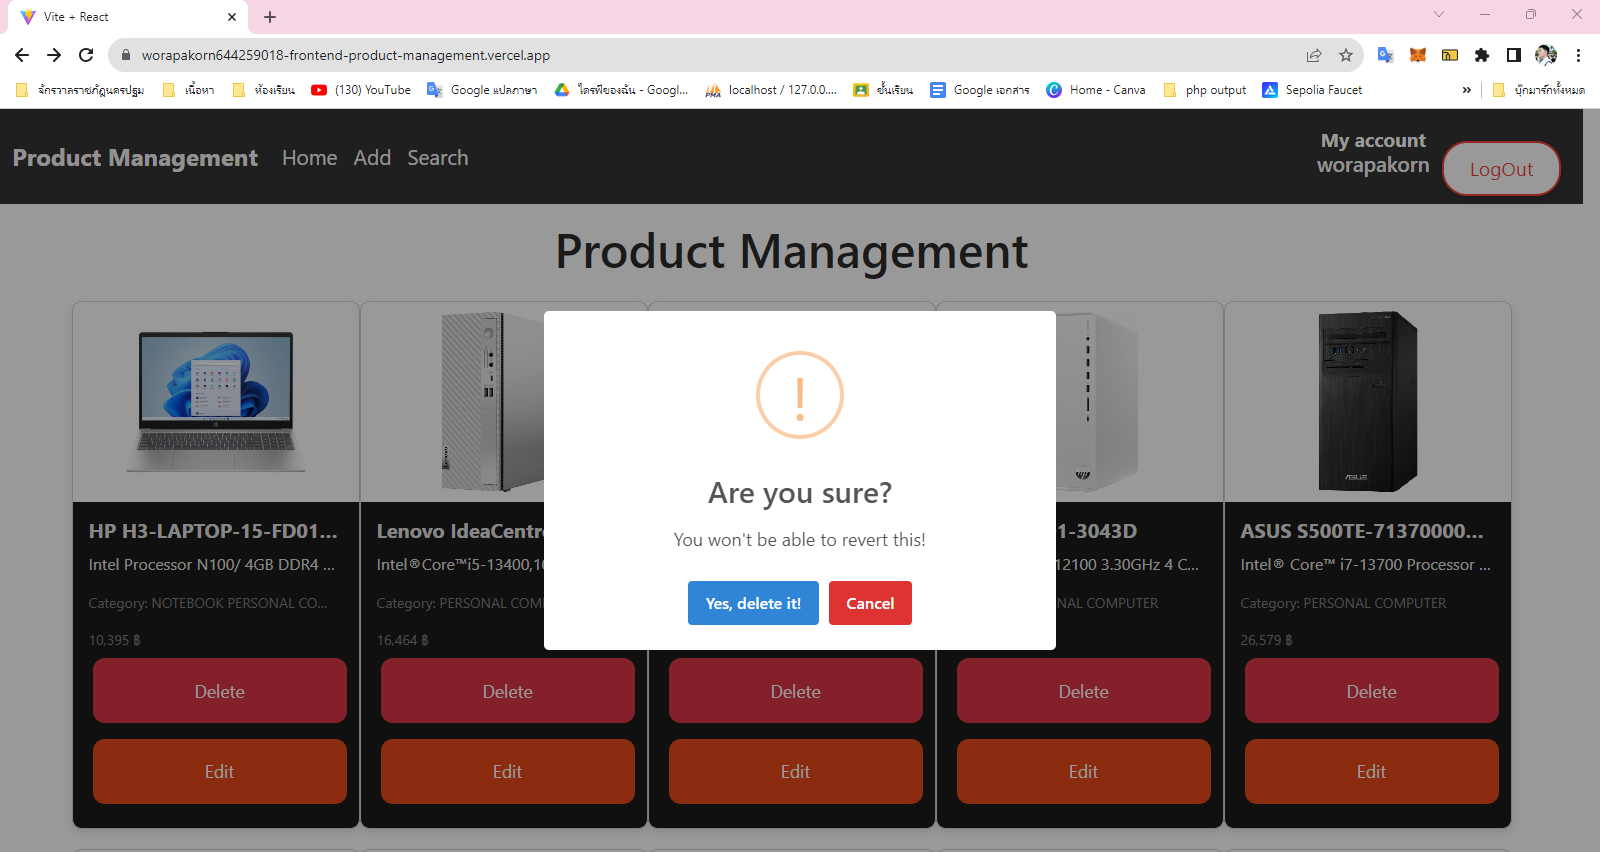 Vite + React
worapakorn644259018-frontend-product-management.vercel.app
จักรวาลราชภัฏนครปฐม เนื้อหา ห้องเรียน (130) YouTube Google แปลภาษา ไดรฟ์ของฉัน - Googl... localhost / 127.0.0.... ชั้นเรียน Google เอกสาร Home - Canva php output Sepolia Faucet » บุ๊กมาร์กทั้งหมด
Product Management Home Add Search
My account
worapakorn
LogOut
Product Management
!
Are you sure?
You won't be able to revert this!
Yes, delete it! Cancel
HP H3-LAPTOP-15-FD01...
Intel Processor N100/ 4GB DDR4 ...
Category: NOTEBOOK PERSONAL CO...
10,395 ฿
Delete
Edit
Lenovo IdeaCentr
Intel®Core™i5-13400,10
Category: PERSONAL COM
16,464 ฿
Delete
Edit
Delete
Edit
1-3043D
12100 3.30GHz 4 C...
NAL COMPUTER
Delete
Edit
ASUS
ASUS S500TE-71370000...
Intel® Core™ i7-13700 Processor ...
Category: PERSONAL COMPUTER
26,579 ฿
Delete
Edit